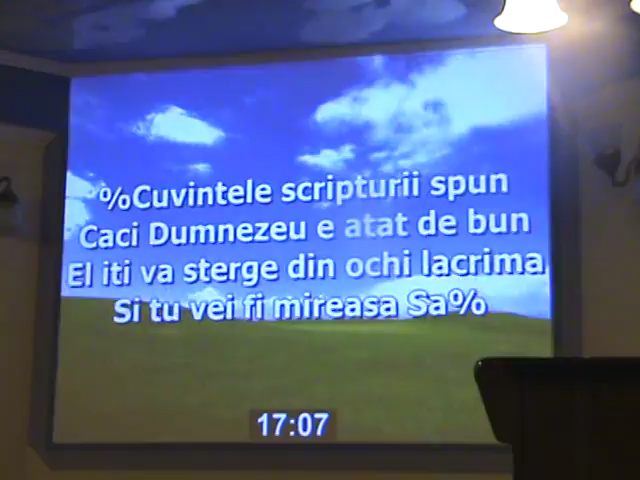 %Cuvintele scripturii spun
Caci Dumnezeu e atat de bun
El iti va sterge din ochi lacrima
Si tu vei fi mireasa Sa%
17:07